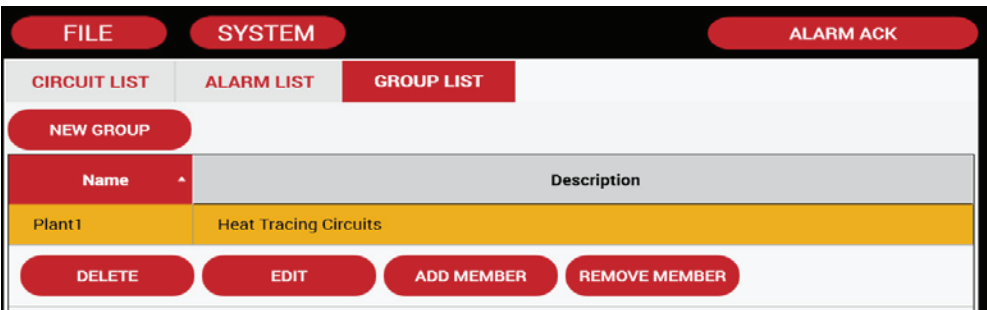 FILE SYSTEM ALARM ACK
CIRCUIT LIST ALARM LIST GROUP LIST
NEW GROUP
Name Description
Plant1 Heat Tracing Circuits
DELETE EDIT ADD MEMBER REMOVE MEMBER